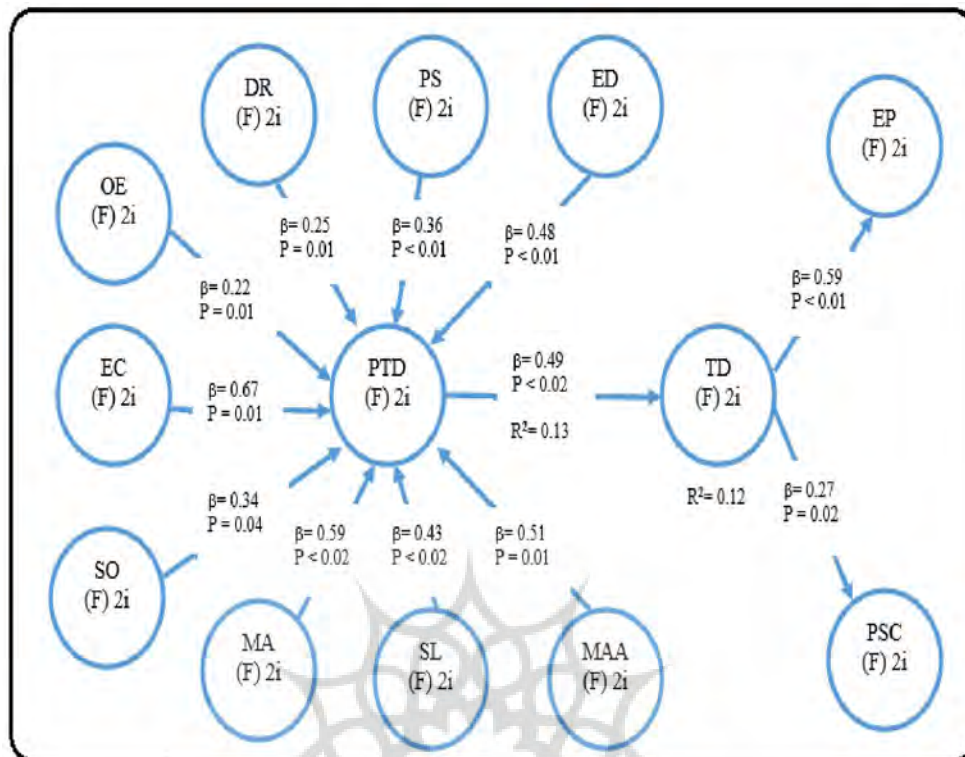 DR
(F) 2i
PS
(F) 2i
ED
(F) 2i
EP
(F) 2i
OE
(F) 2i
β= 0.25
P = 0.01
β= 0.36
P < 0.01
β= 0.48
P < 0.01
β= 0.22
P = 0.01
β= 0.59
P < 0.01
EC
(F) 2i
β= 0.67
P = 0.01
PTD
(F) 2i
β= 0.49
P < 0.02
R²= 0.13
TD
(F) 2i
R²= 0.12
β= 0.27
P = 0.02
β= 0.34
P = 0.04
β= 0.59
P < 0.02
β= 0.43
P < 0.02
β= 0.51
P = 0.01
SO
(F) 2i
MA
(F) 2i
SL
(F) 2i
MAA
(F) 2i
PSC
(F) 2i